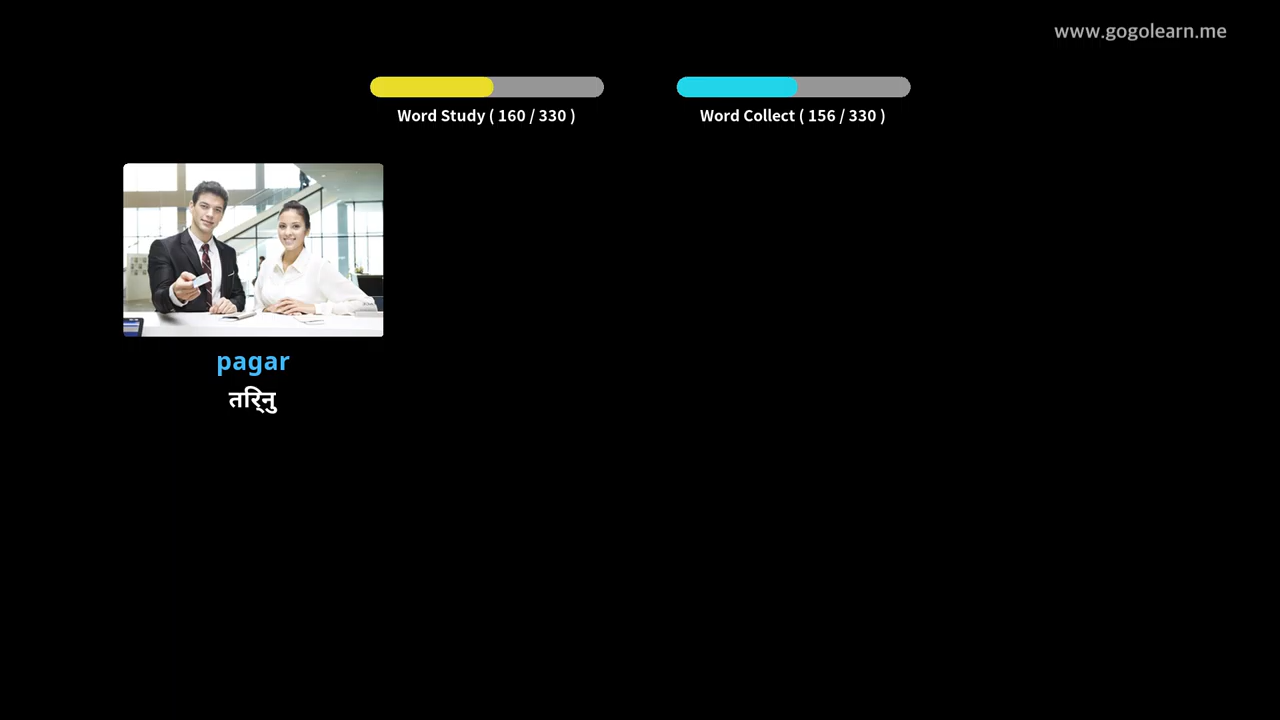 www.gogolearn.me
Word Study ( 160 / 330 )
Word Collect ( 156 / 330 )
pagar
तिर्नु